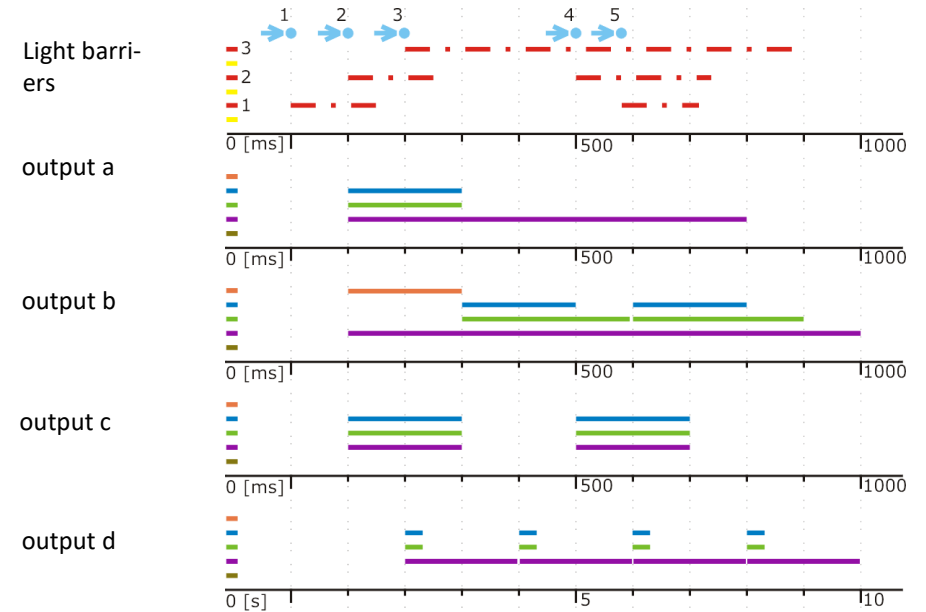 1 2 3 4 5
Light barri-
ers
3
2
1
0 [ms] 500 1000
output a
0 [ms] 500 1000
output b
0 [ms] 500 1000
output c
0 [ms] 500 1000
output d
0 [s] 5 10